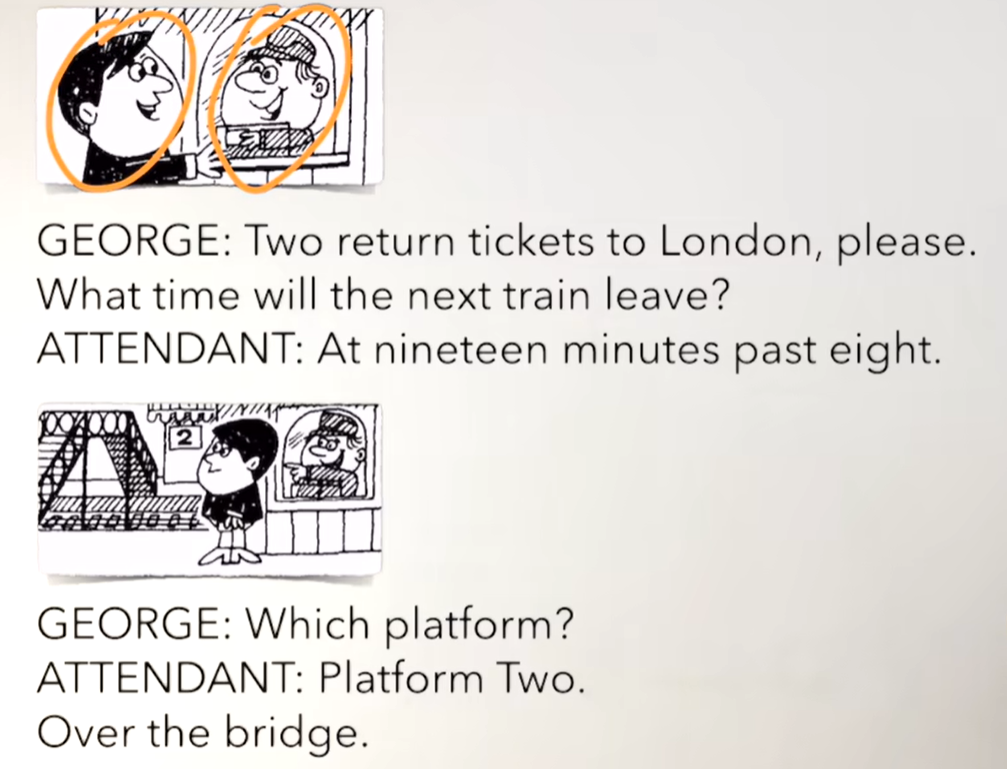 GEORGE: Two return tickets to London, please.
What time will the next train leave?
ATTENDANT: At nineteen minutes past eight.
2
GEORGE: Which platform?
ATTENDANT: Platform Two.
Over the bridge.